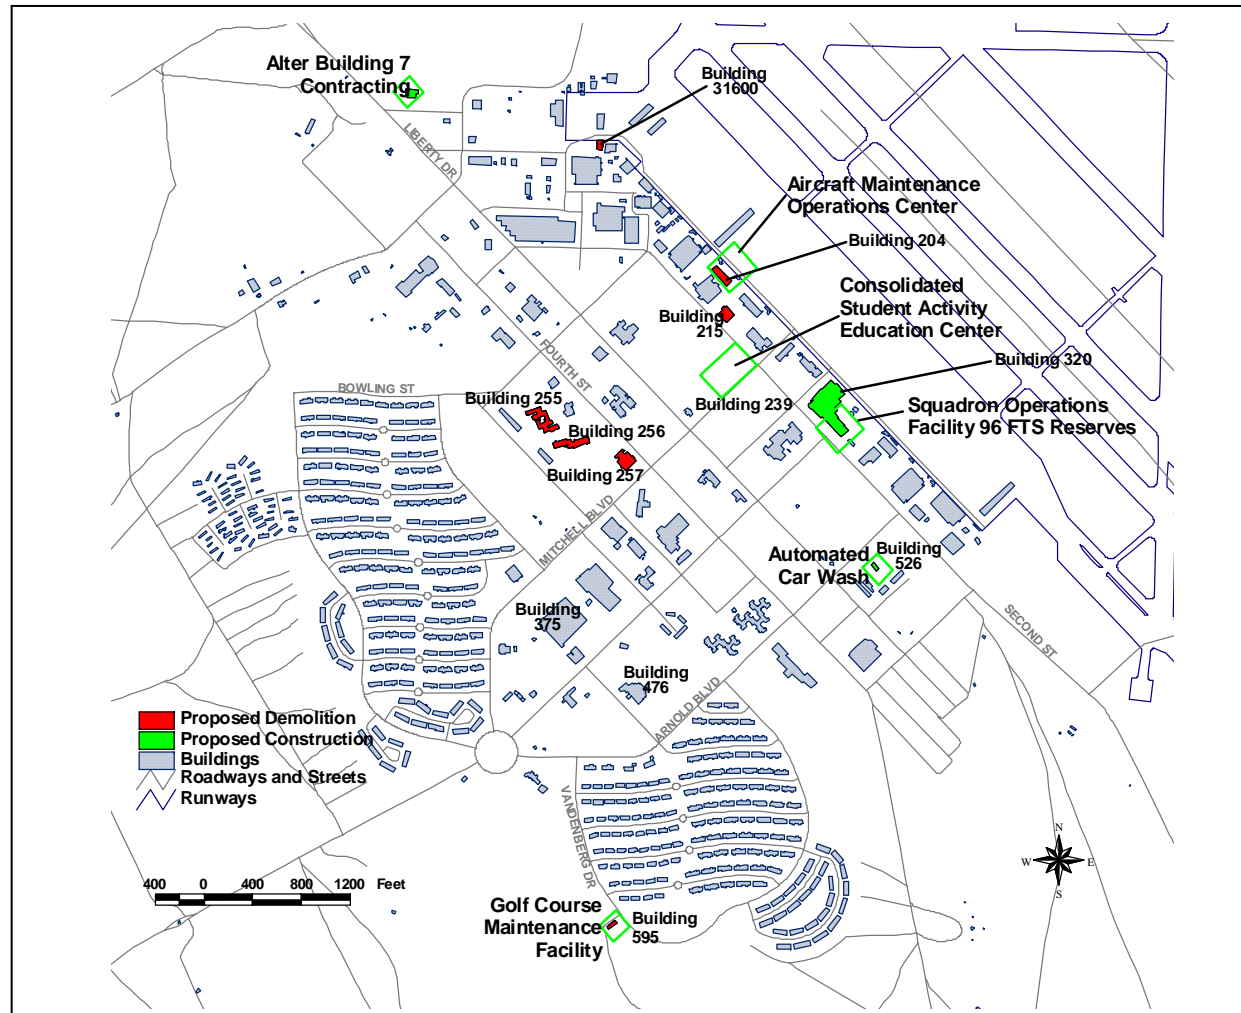 Alter Building 7
Contracting
Building
31600
LIBERTY DR
Aircraft Maintenance
Operations Center
Building 204
Consolidated
Student Activity
Education Center
Building
215
FOURTH ST
Building 320
BOWLING ST
Building 255
Building 239
Squadron Operations
Facility 96 FTS Reserves
Building 256
Building 257
MITCHELL BLVD
Automated
Car Wash
Building
526
Building
375
SECOND ST
Building
476
ARNOLD BLVD
Proposed Demolition
Proposed Construction
Buildings
Roadways and Streets
Runways
VANDENBERG DR
400 0 400 800 1200 Feet
N
W E
S
Golf Course
Maintenance
Facility
Building
595